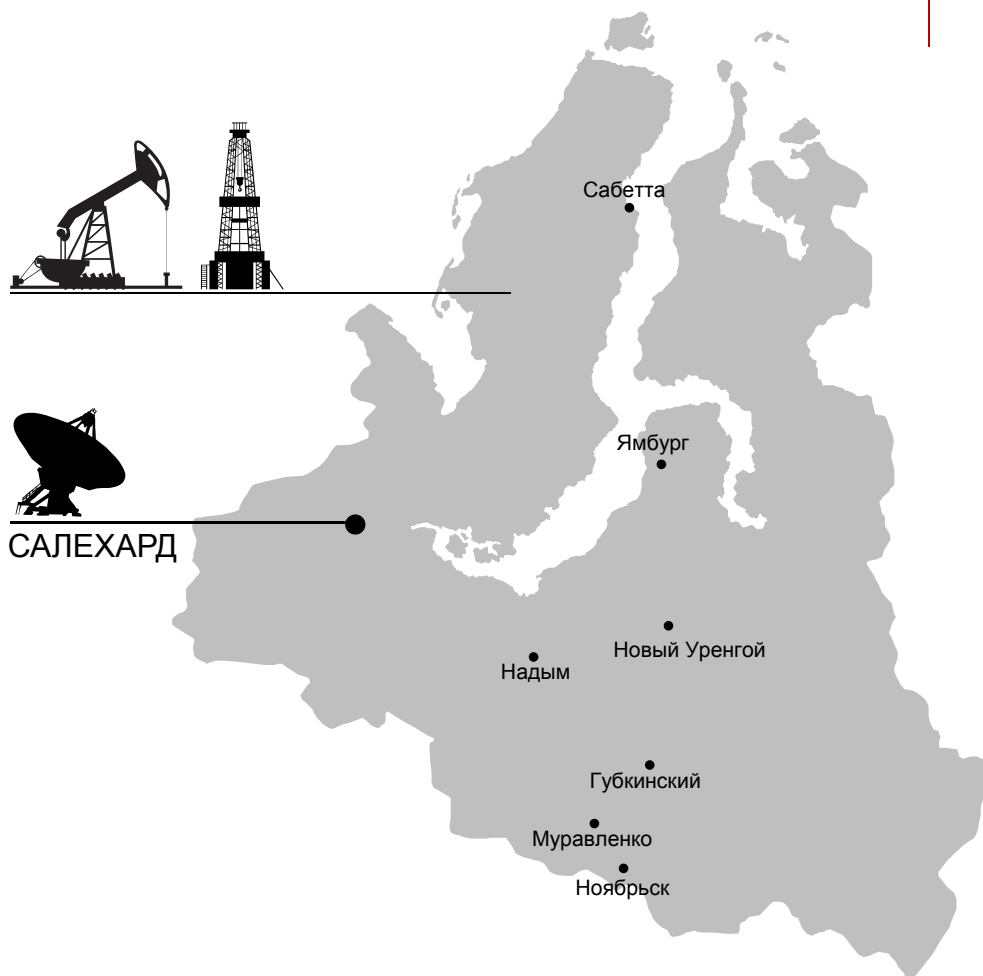 Сабетта
Ямбург
САЛЕХАРД
Новый Уренгой
Надым
Губкинский
Муравленко
Ноябрьск